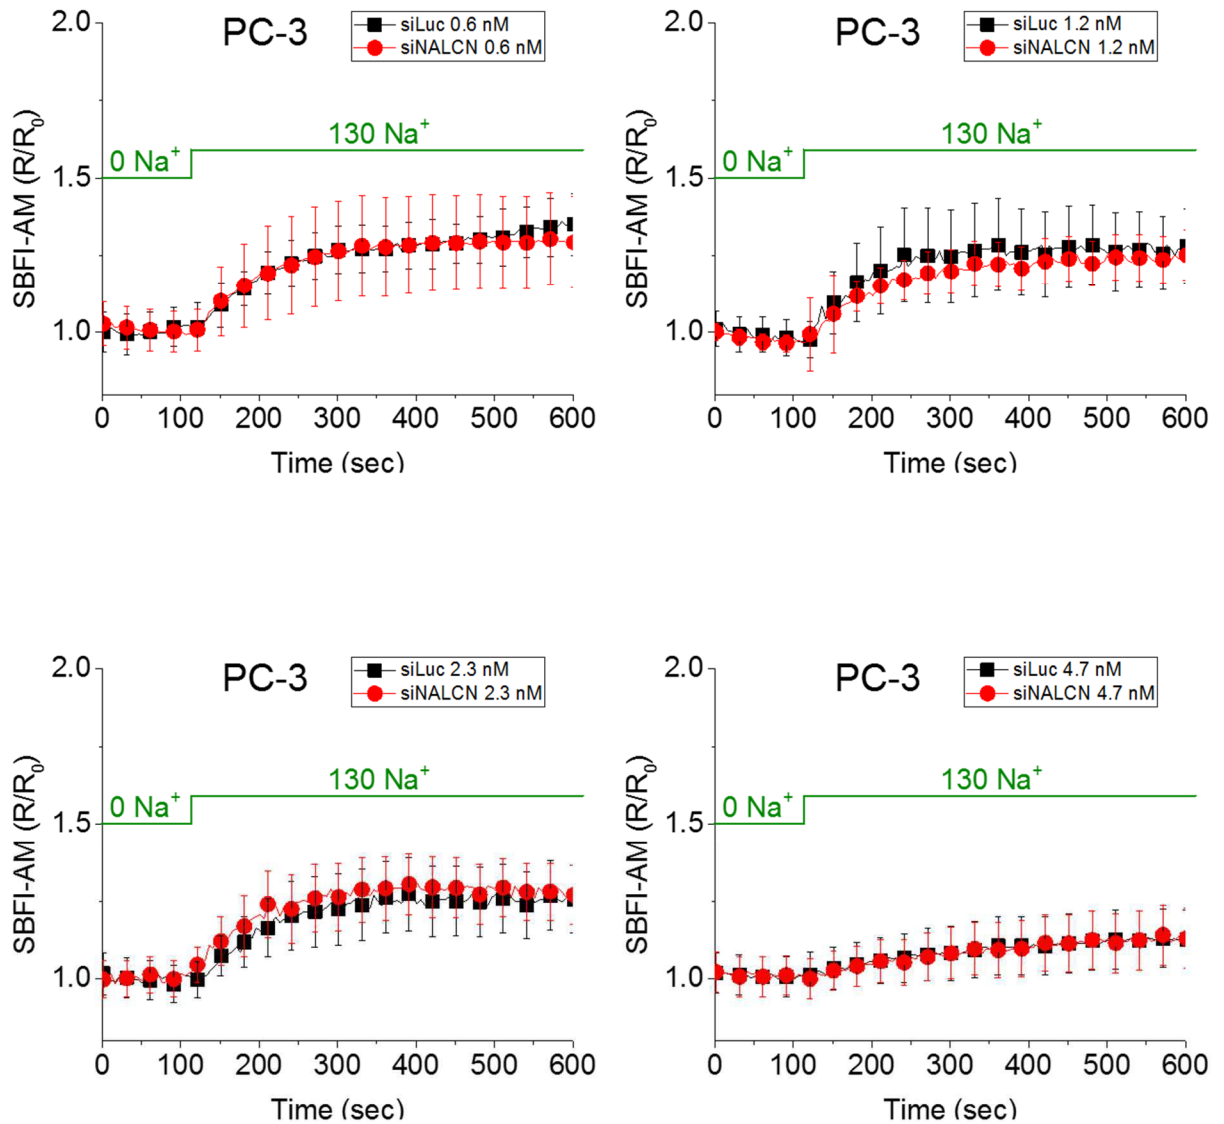 PC-3
siLuc 0.6 nM
siNALCN 0.6 nM
2.0
1.5
1.0
SBFI-AM (R/R₀)
0 Na⁺
130 Na⁺
0 100 200 300 400 500 600
Time (sec)
PC-3
siLuc 1.2 nM
siNALCN 1.2 nM
2.0
1.5
1.0
SBFI-AM (R/R₀)
0 Na⁺
130 Na⁺
0 100 200 300 400 500 600
Time (sec)
PC-3
siLuc 2.3 nM
siNALCN 2.3 nM
2.0
1.5
1.0
SBFI-AM (R/R₀)
0 Na⁺
130 Na⁺
0 100 200 300 400 500 600
Time (sec)
PC-3
siLuc 4.7 nM
siNALCN 4.7 nM
2.0
1.5
1.0
SBFI-AM (R/R₀)
0 Na⁺
130 Na⁺
0 100 200 300 400 500 600
Time (sec)